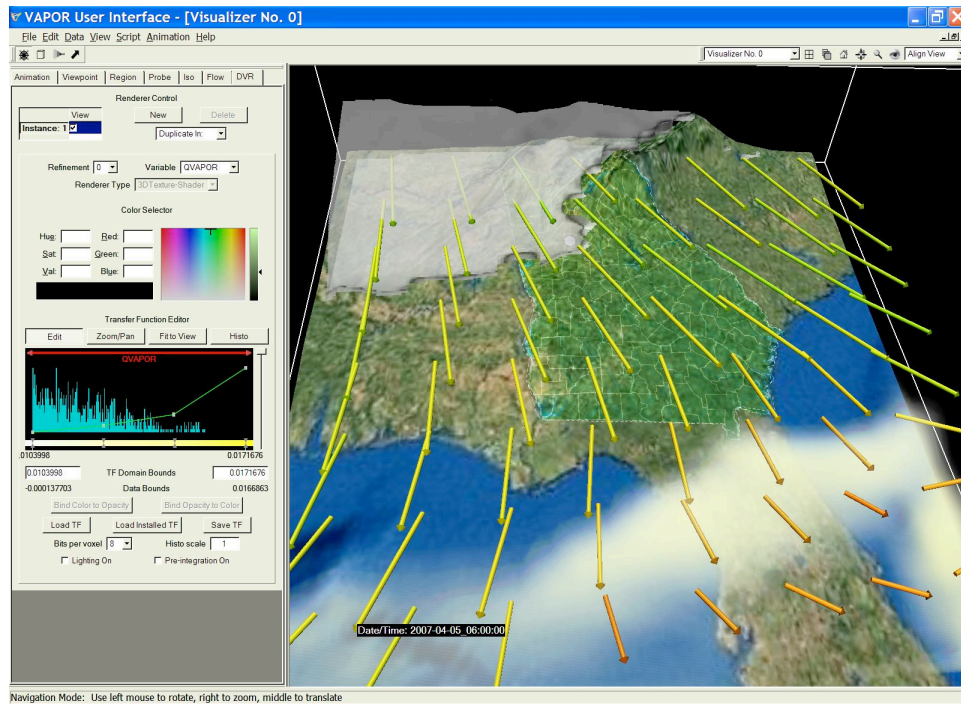 VAPOR User Interface - [Visualizer No. 0]
File Edit Data View Script Animation Help
Visualizer No. 0 Align View
Animation Viewpoint Region Probe Iso Flow DVR
Renderer Control
View New Delete
Instance: 1 Duplicate In:
Refinement 0 Variable QVAPOR
Renderer Type 3DTexture-Shader
Color Selector
Hue: Red:
Sat: Green:
Val: Blue:
Transfer Function Editor
Edit Zoom/Pan Fit to View Histo
QVAPOR
.0103998 0.0171676
0.0103998 TF Domain Bounds 0.0171676
-0.000137703 Data Bounds 0.0166863
Bind Color to Opacity Bind Opacity to Color
Load TF Load Installed TF Save TF
Bits per voxel 8 Histo scale 1
Lighting On Pre-integration On
Date/Time: 2007-04-05_06:00:00
Navigation Mode: Use left mouse to rotate, right to zoom, middle to translate